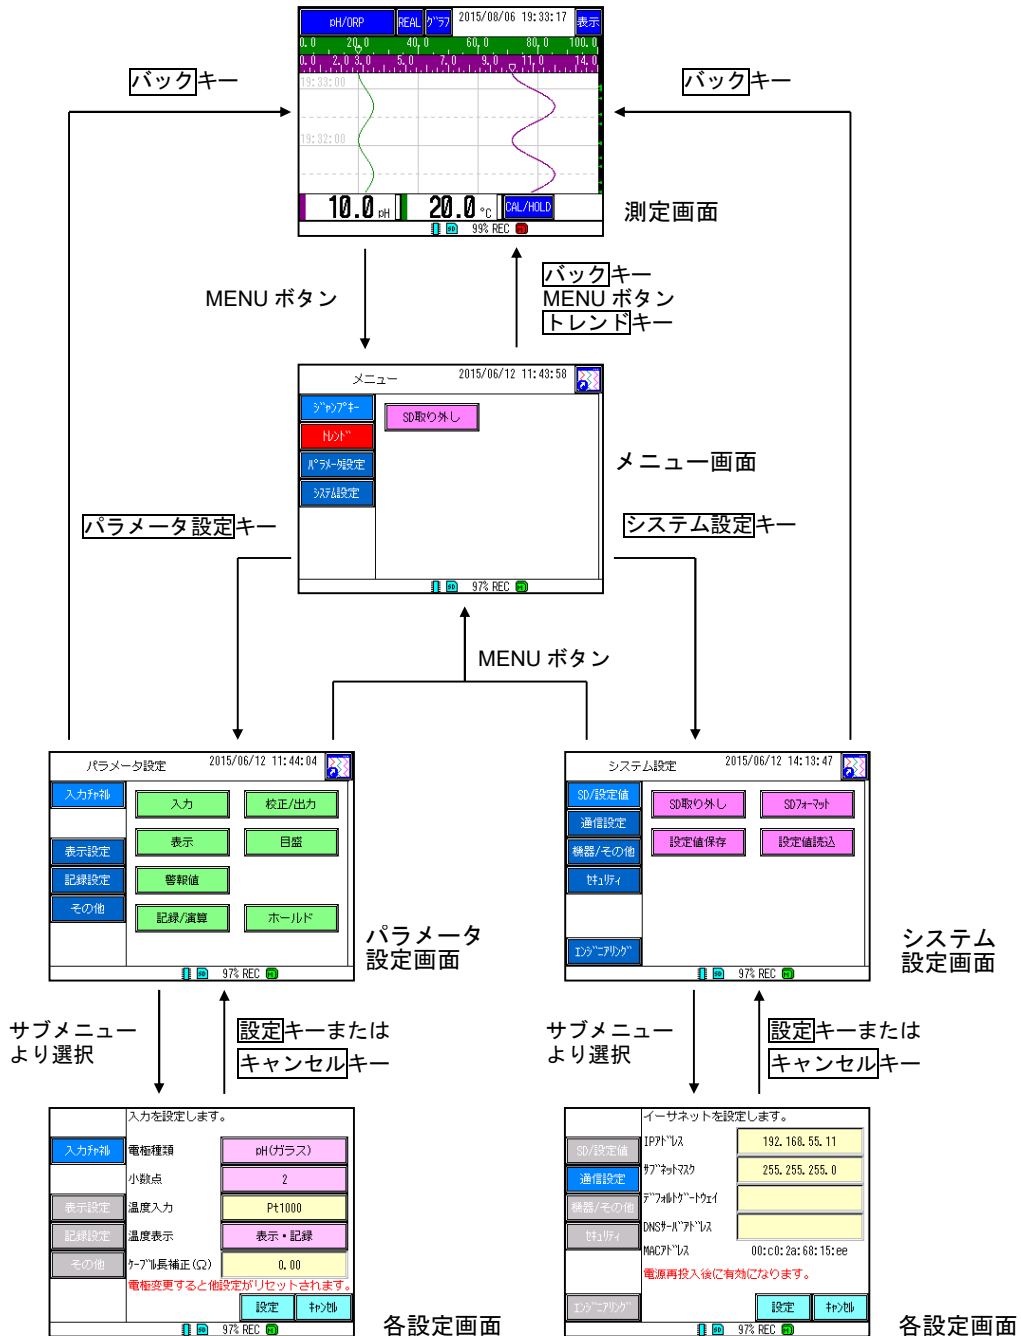 pH/ORP REAL ｸﾞﾗﾌ 2015/08/06 19:33:17 表示
0.0 20.0 40.0 60.0 80.0 100.0
0.0 2.0 3.0 5.0 7.0 9.0 11.0 14.0
19:33:00
19:32:00
10.0 pH 20.0 °C CAL/HOLD
SD 99% REC
測定画面
バックキー
バックキー
MENU ボタン
バックキー
MENU ボタン
トレンドキー
メニュー 2015/06/12 11:43:58
ｼﾞｬﾝﾌﾟｷｰ
SD取り外し
ﾄﾚﾝﾄﾞ
ﾊﾟﾗﾒｰﾀ設定
ｼｽﾃﾑ設定
SD 97% REC
メニュー画面
パラメータ設定キー
システム設定キー
MENU ボタン
パラメータ設定 2015/06/12 11:44:04
入力ﾁｬﾈﾙ
表示設定
記録設定
その他
入力 校正/出力
表示 目盛
警報値
記録/演算 ホールド
SD 97% REC
パラメータ
設定画面
システム設定 2015/06/12 14:13:47
SD/設定値
通信設定
機器/その他
ｾｷｭﾘﾃｨ
ｴﾝｼﾞﾆｱﾘﾝｸﾞ
SD取り外し SDﾌｫｰﾏｯﾄ
設定値保存 設定値読込
SD 97% REC
システム
設定画面
サブメニュー
より選択
設定キーまたは
キャンセルキー
サブメニュー
より選択
設定キーまたは
キャンセルキー
入力を設定します。
入力ﾁｬﾈﾙ
表示設定
記録設定
その他
電極種類 pH(ガラス)
小数点 2
温度入力 Pt1000
温度表示 表示・記録
ｹｰﾌﾞﾙ長補正(Ω) 0.00
電極変更すると他設定がリセットされます。
設定 ｷｬﾝｾﾙ
SD 97% REC
各設定画面
イーサネットを設定します。
SD/設定値
通信設定
機器/その他
ｾｷｭﾘﾃｨ
ｴﾝｼﾞﾆｱﾘﾝｸﾞ
IPｱﾄﾞﾚｽ 192.168.55.11
ｻﾌﾞﾈｯﾄﾏｽｸ 255.255.255.0
ﾃﾞﾌｫﾙﾄｹﾞｰﾄｳｪｲ
DNSｻｰﾊﾞｱﾄﾞﾚｽ
MACｱﾄﾞﾚｽ 00:c0:2a:68:15:ee
電源再投入後に有効になります。
設定 ｷｬﾝｾﾙ
SD 97% REC
各設定画面